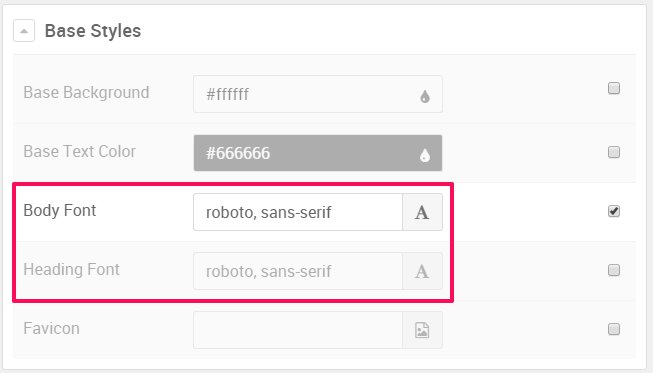 Base Styles
Base Background #ffffff
Base Text Color #666666
Body Font roboto, sans-serif A
Heading Font roboto, sans-serif A
Favicon